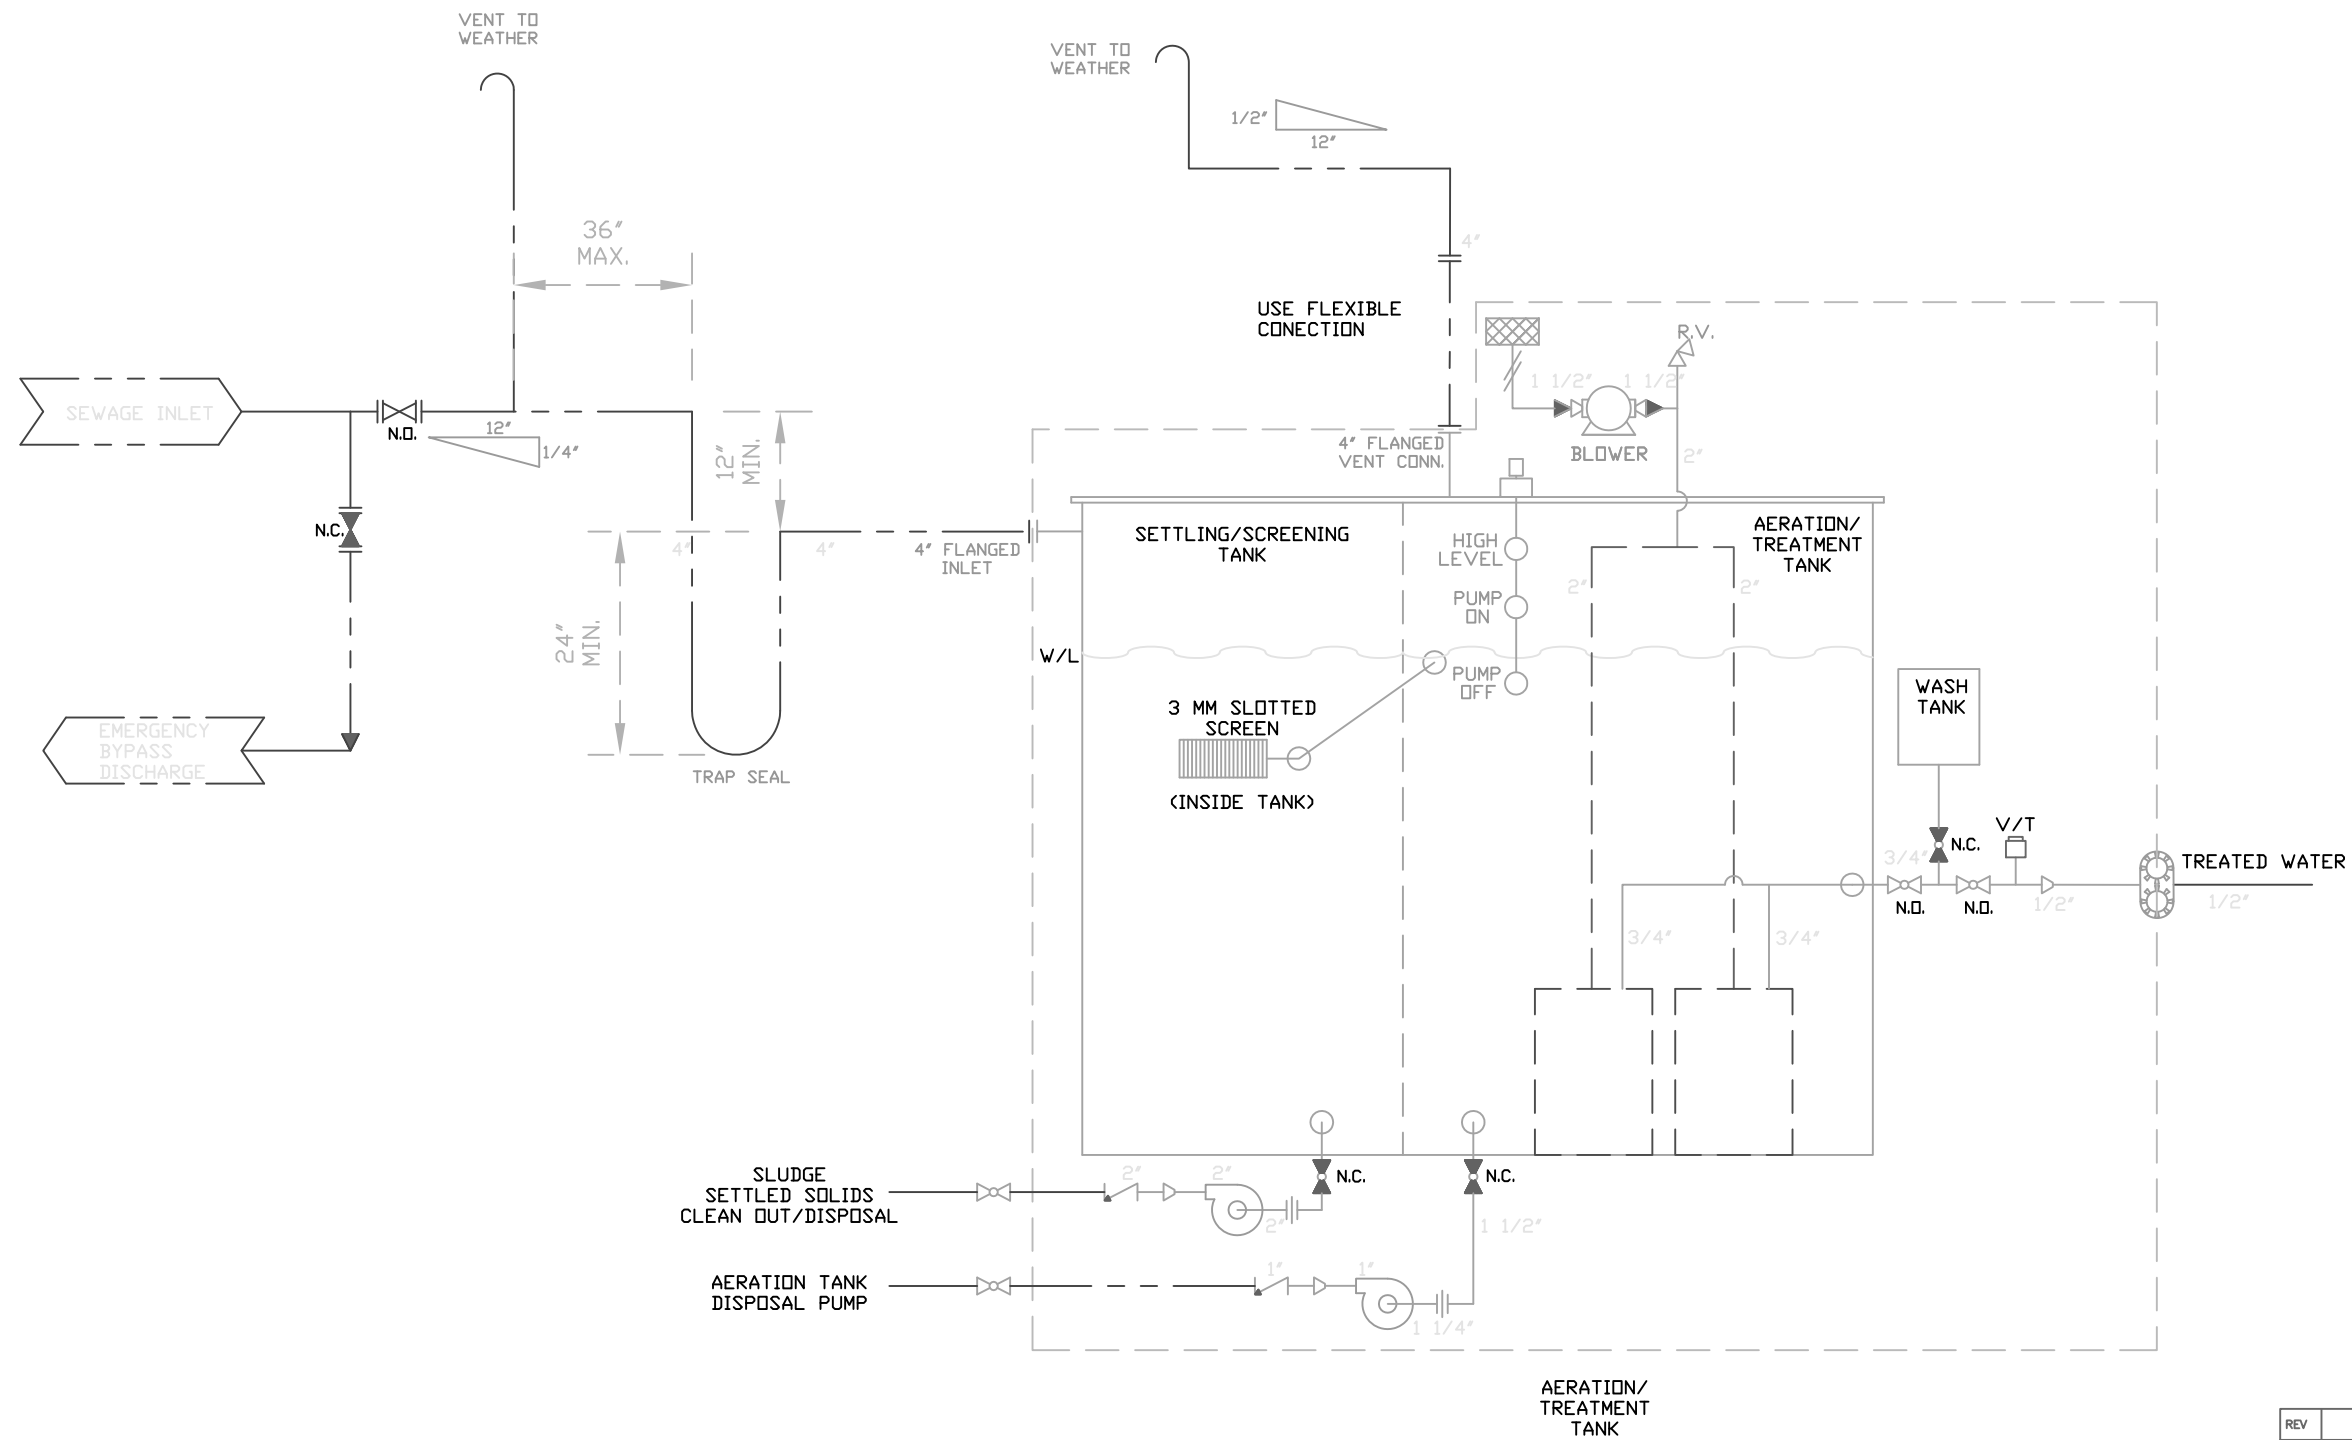 VENT TO
WEATHER
VENT TO
WEATHER
1/2"
12"
36"
MAX.
4"
USE FLEXIBLE
CONECTION
R.V.
1 1/2"
1 1/2"
SEWAGE INLET
N.O.
12"
1/4"
12"
MIN.
4" FLANGED
VENT CONN.
BLOWER
2"
N.C.
4"
4"
4" FLANGED
INLET
SETTLING/SCREENING
TANK
HIGH
LEVEL
AERATION/
TREATMENT
TANK
2"
2"
PUMP
ON
24"
MIN.
W/L
PUMP
OFF
WASH
TANK
3 MM SLOTTED
SCREEN
(INSIDE TANK)
EMERGENCY
BYPASS
DISCHARGE
TRAP SEAL
V/T
N.C.
3/4"
TREATED WATER
N.O.
N.O.
1/2"
1/2"
3/4"
3/4"
SLUDGE
SETTLED SOLIDS
CLEAN OUT/DISPOSAL
2"
2"
N.C.
N.C.
2"
1 1/2"
AERATION TANK
DISPOSAL PUMP
1"
1"
1 1/4"
AERATION/
TREATMENT
TANK
REV